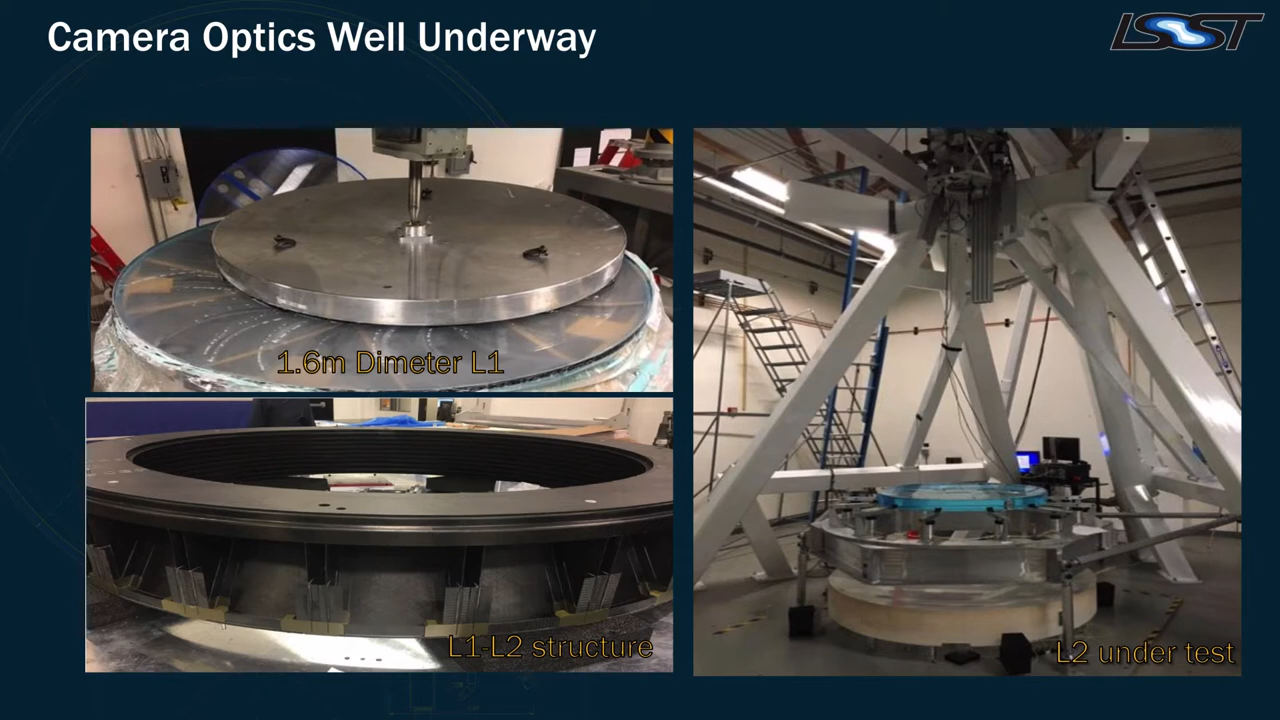 Camera Optics Well Underway
LSST
1.6m Dimeter L1
L1-L2 structure
L2 under test